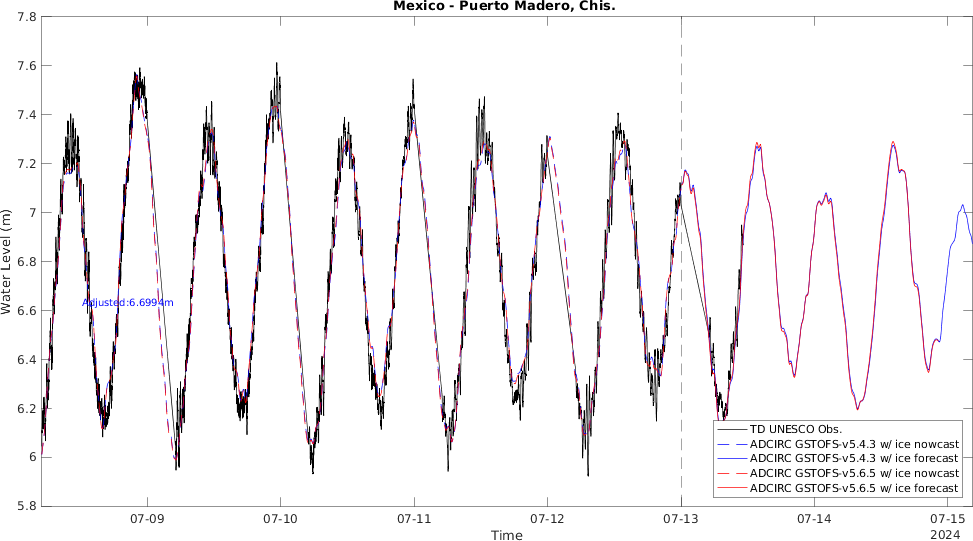 Mexico - Puerto Madero, Chis.
7.8
7.6
7.4
7.2
7
6.8
6.6
6.4
6.2
6
5.8
Water Level (m)
Adjusted:6.6994m
TD UNESCO Obs.
ADCIRC GSTOFS-v5.4.3 w/ ice nowcast
ADCIRC GSTOFS-v5.4.3 w/ ice forecast
ADCIRC GSTOFS-v5.6.5 w/ ice nowcast
ADCIRC GSTOFS-v5.6.5 w/ ice forecast
07-09 07-10 07-11 07-12 07-13 07-14 07-15
2024
Time